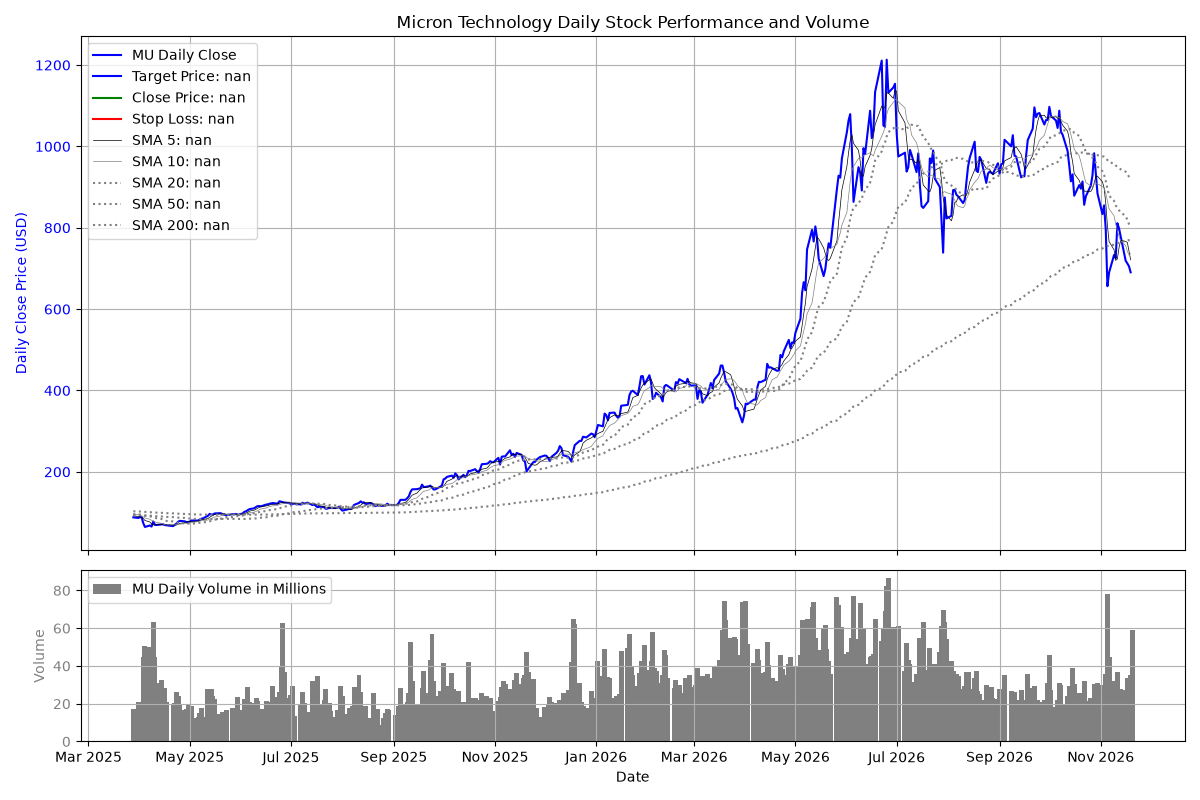 Micron Technology Daily Stock Performance and Volume
MU Daily Close
Target Price: nan
Close Price: nan
Stop Loss: nan
SMA 5: nan
SMA 10: nan
SMA 20: nan
SMA 50: nan
SMA 200: nan
Daily Close Price (USD)
1200
1000
800
600
400
200
MU Daily Volume in Millions
Volume
80
60
40
20
0
Mar 2025 May 2025 Jul 2025 Sep 2025 Nov 2025 Jan 2026 Mar 2026 May 2026 Jul 2026 Sep 2026 Nov 2026
Date